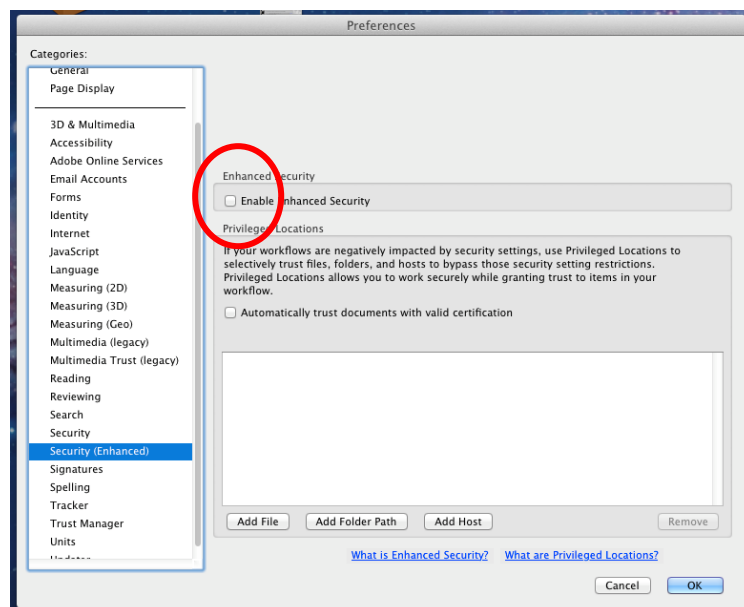 Preferences
Categories:
General
Page Display
3D & Multimedia
Accessibility
Adobe Online Services
Email Accounts
Forms
Identity
Internet
JavaScript
Language
Measuring (2D)
Measuring (3D)
Measuring (Geo)
Multimedia (legacy)
Multimedia Trust (legacy)
Reading
Reviewing
Search
Security
Security (Enhanced)
Signatures
Spelling
Tracker
Trust Manager
Units
Updater
Enhanced Security
Enable Enhanced Security
Privileged Locations
If your workflows are negatively impacted by security settings, use Privileged Locations to
selectively trust files, folders, and hosts to bypass those security setting restrictions.
Privileged Locations allows you to work securely while granting trust to items in your
workflow.
Automatically trust documents with valid certification
Add File Add Folder Path Add Host Remove
What is Enhanced Security? What are Privileged Locations?
Cancel OK